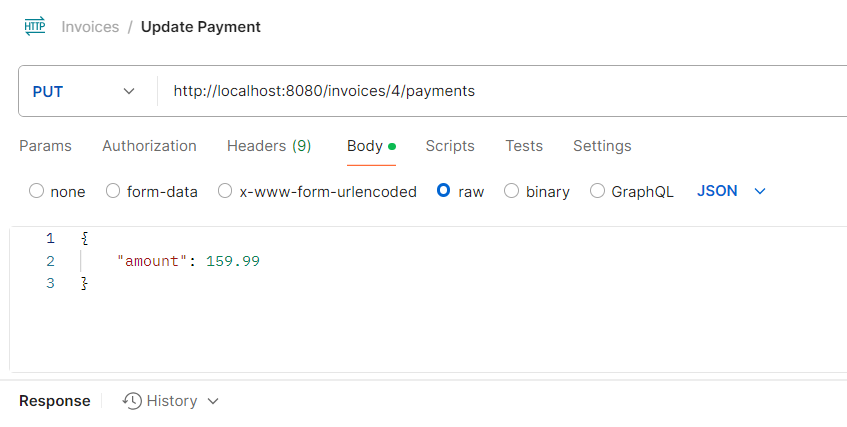 HTTP Invoices / Update Payment
PUT http://localhost:8080/invoices/4/payments
Params Authorization Headers (9) Body Scripts Tests Settings
none form-data x-www-form-urlencoded raw binary GraphQL JSON
1 {
2 "amount": 159.99
3 }
Response History